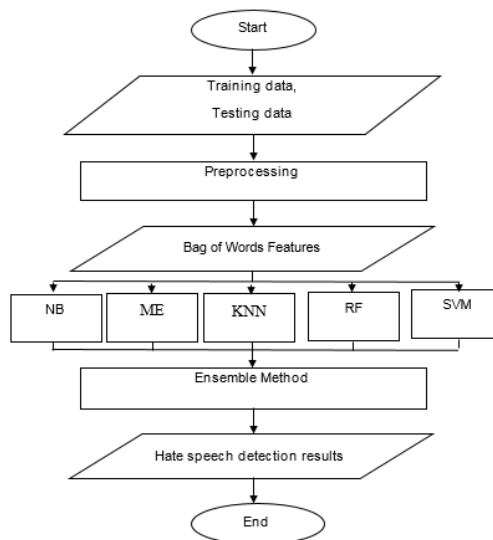 Start
Training data,
Testing data
Preprocessing
Bag of Words Features
NB
ME
KNN
RF
SVM
Ensemble Method
Hate speech detection results
End